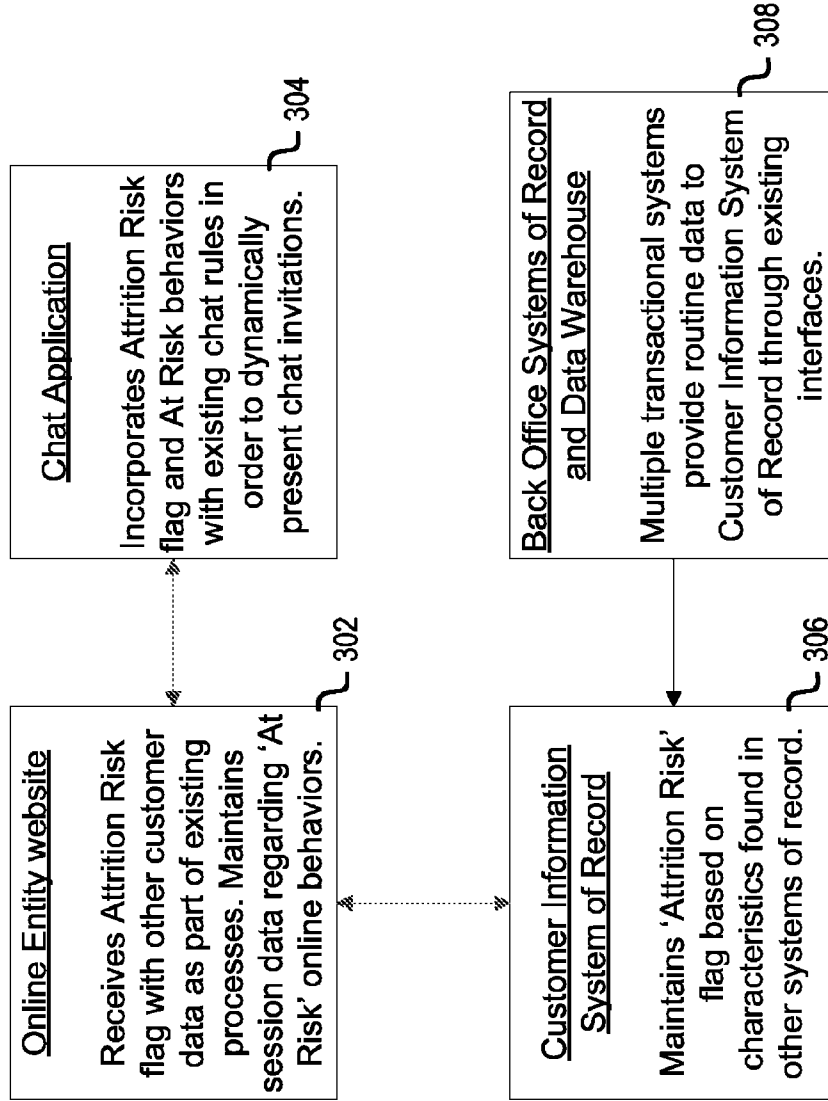 Online Entity website
Receives Attrition Risk
flag with other customer
data as part of existing
processes. Maintains
session data regarding ‘At
Risk’ online behaviors.
302
Chat Application
Incorporates Attrition Risk
flag and At Risk behaviors
with existing chat rules in
order to dynamically
present chat invitations.
304
Customer Information
System of Record
Maintains ‘Attrition Risk’
flag based on
characteristics found in
other systems of record.
306
Back Office Systems of Record
and Data Warehouse
Multiple transactional systems
provide routine data to
Customer Information System
of Record through existing
interfaces.
308